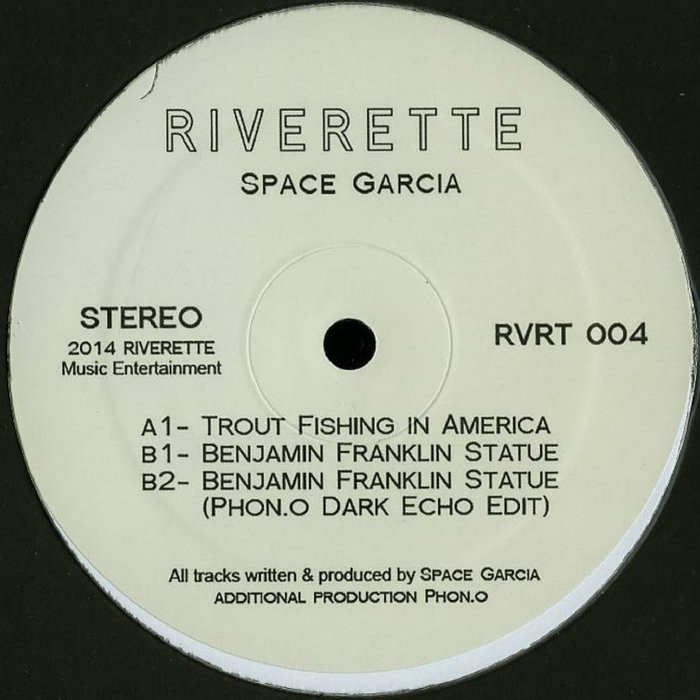 RIVERETTE
SPACE GARCIA
STEREO
2014 RIVERETTE
Music Entertainment
RVRT 004
A1- TROUT FISHING IN AMERICA
B1- BENJAMIN FRANKLIN STATUE
B2- BENJAMIN FRANKLIN STATUE
(PHON.O DARK ECHO EDIT)
All tracks written & produced by SPACE GARCIA
ADDITIONAL PRODUCTION PHON.O